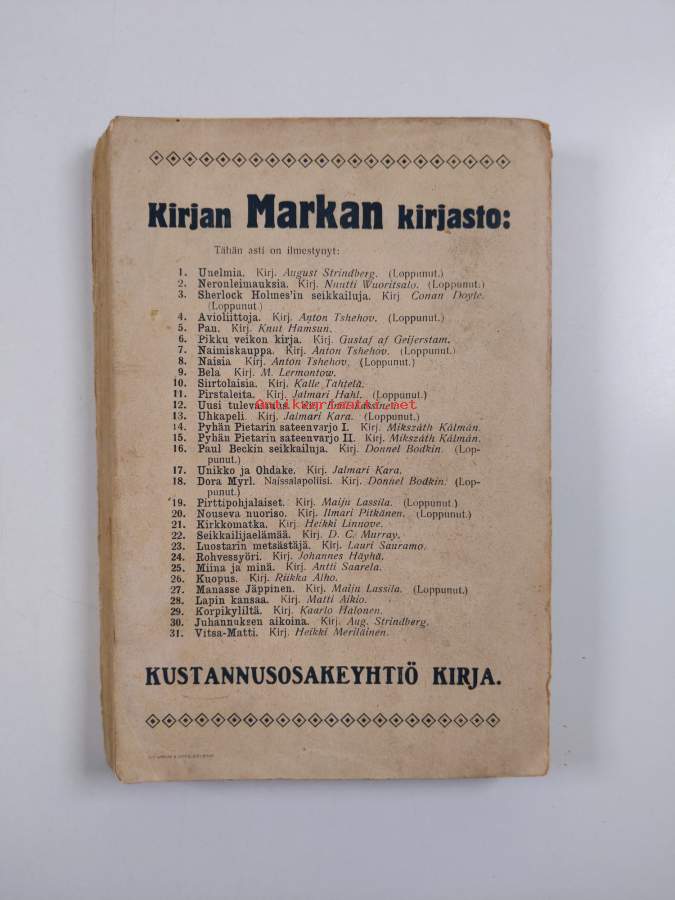 Kirjan Markan kirjasto:
Tähän asti on ilmestynyt:
1. Unelmia. Kirj. August Strindberg. (Loppunut.)
2. Neronleimauksia. Kirj. Nuutti Wuoritsalo. (Loppunut.)
3. Sherlock Holmes'in seikkailuja. Kirj Conan Doyle.
(Loppunut.)
4. Avioliittoja. Kirj. Anton Tshehov. (Loppunut.)
5. Pan. Kirj. Knut Hamsun.
6. Pikku veikon kirja. Kirj. Gustaf af Geijerstam.
7. Naimiskauppa. Kirj. Anton Tshehov. (Loppunut.)
8. Naisia Kirj. Anton Tshehov. (Loppunut.)
9. Bela Kirj. M. Lermontow.
10. Siirtolaisia. Kirj. Kalle Tähtelä.
11. Pirstaleita. Kirj. Jalmari Hahl. (Loppunut.)
12. Uusi
Antikvariaatti.net
13. Uhkapeli. Kirj. Jalmari Kara. (Loppunut.)
14. Pyhän Pietarin sateenvarjo I. Kirj. Mikszáth Kálmán.
15. Pyhän Pietarin sateenvarjo II. Kirj. Mikszáth Kálmán.
16. Paul Beckin seikkailuja. Kirj. Donnel Bodkin. (Lop-
punut.)
17. Unikko ja Ohdake. Kirj. Jalmari Kara.
18. Dora Myrl. Naissalapoliisi. Kirj. Donnel Bodkin. (Lop-
punut.)
19. Pirttipohjalaiset. Kirj. Maiju Lassila. (Loppunut.)
20. Nouseva nuoriso. Kirj. Ilmari Pitkänen. (Loppunut.)
21. Kirkkomatka. Kirj. Heikki Linnove.
22. Seikkailijaelämää. Kirj. D. C. Murray.
23. Luostarin metsästäjä. Kirj. Lauri Sauramo.
24. Rohvessyöri. Kirj. Johannes Häyhä.
25. Miina ja minä. Kirj. Antti Saarela.
26. Kuopus. Kirj. Riikka Alho.
27. Manasse Jäppinen. Kirj. Maiju Lassila. (Loppunut.)
28. Lapin kansaa. Kirj. Matti Aikio.
29. Korpikyliltä. Kirj. Kaarlo Halonen.
30. Juhannuksen aikoina. Kirj. Aug. Strindberg.
31. Vitsa-Matti. Kirj. Heikki Meriläinen.
KUSTANNUSOSAKEYHTIÖ KIRJA.